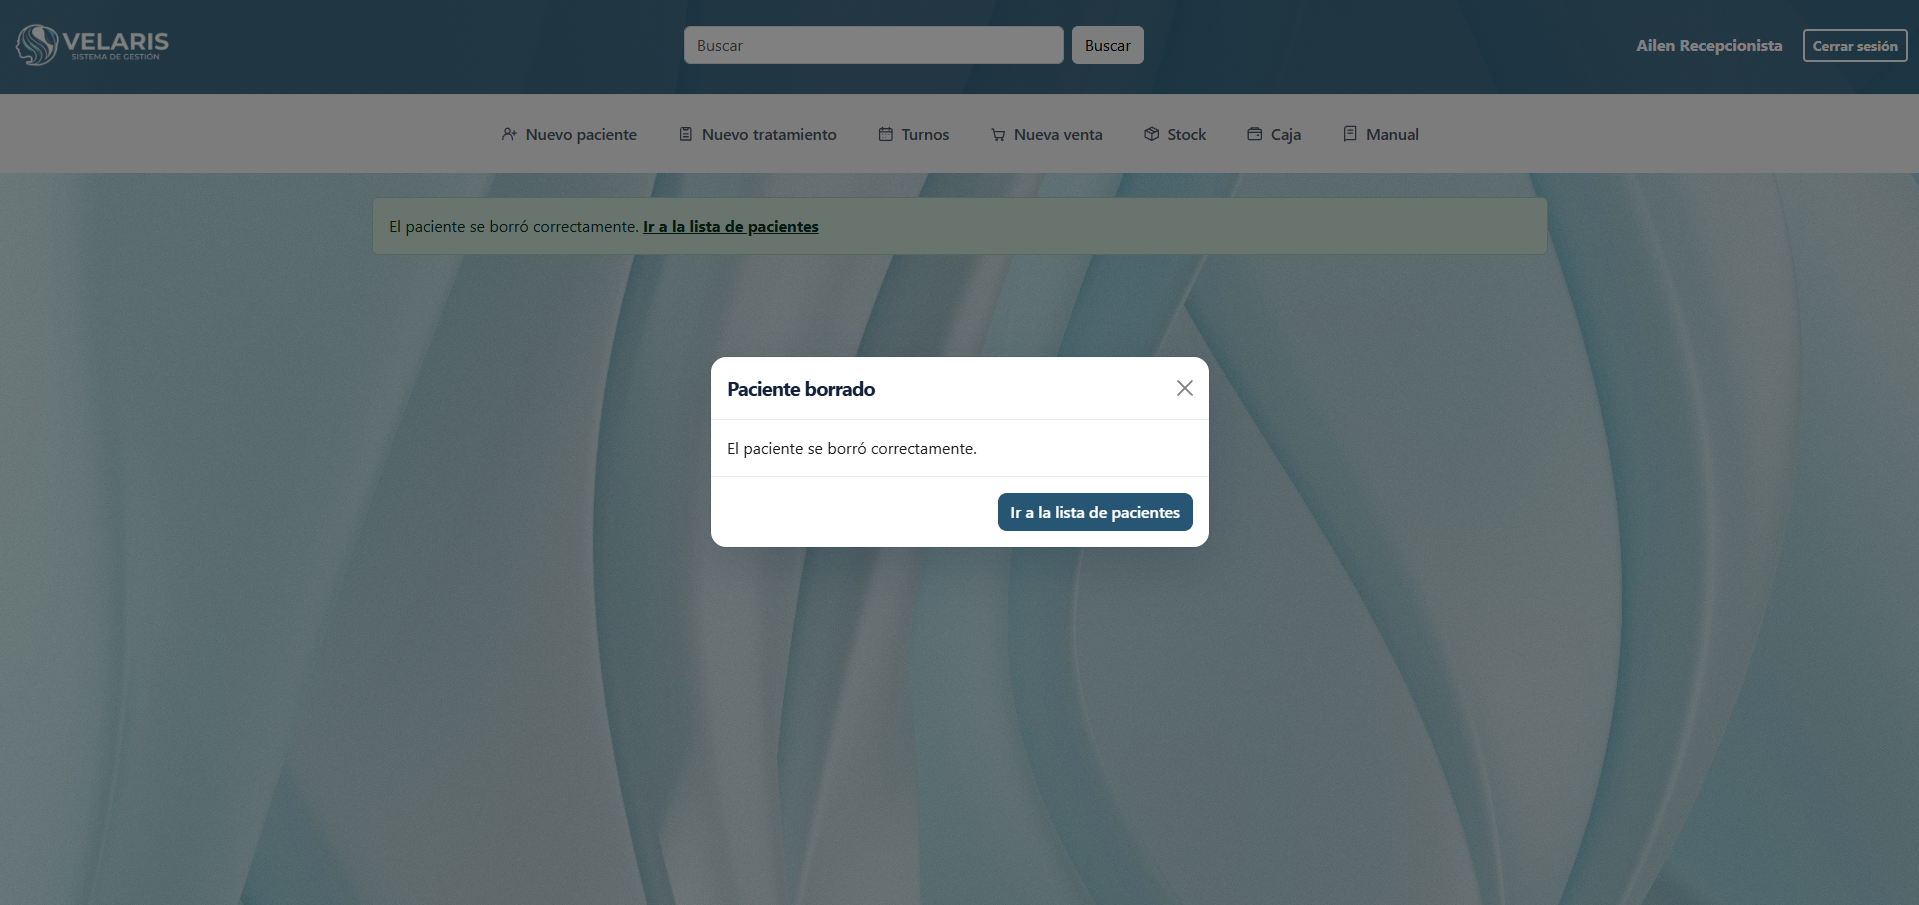 VELARIS
SISTEMA DE GESTIÓN
Buscar
Buscar
Ailen Recepcionista
Cerrar sesión
Nuevo paciente
Nuevo tratamiento
Turnos
Nueva venta
Stock
Caja
Manual
El paciente se borró correctamente. Ir a la lista de pacientes
Paciente borrado
El paciente se borró correctamente.
Ir a la lista de pacientes